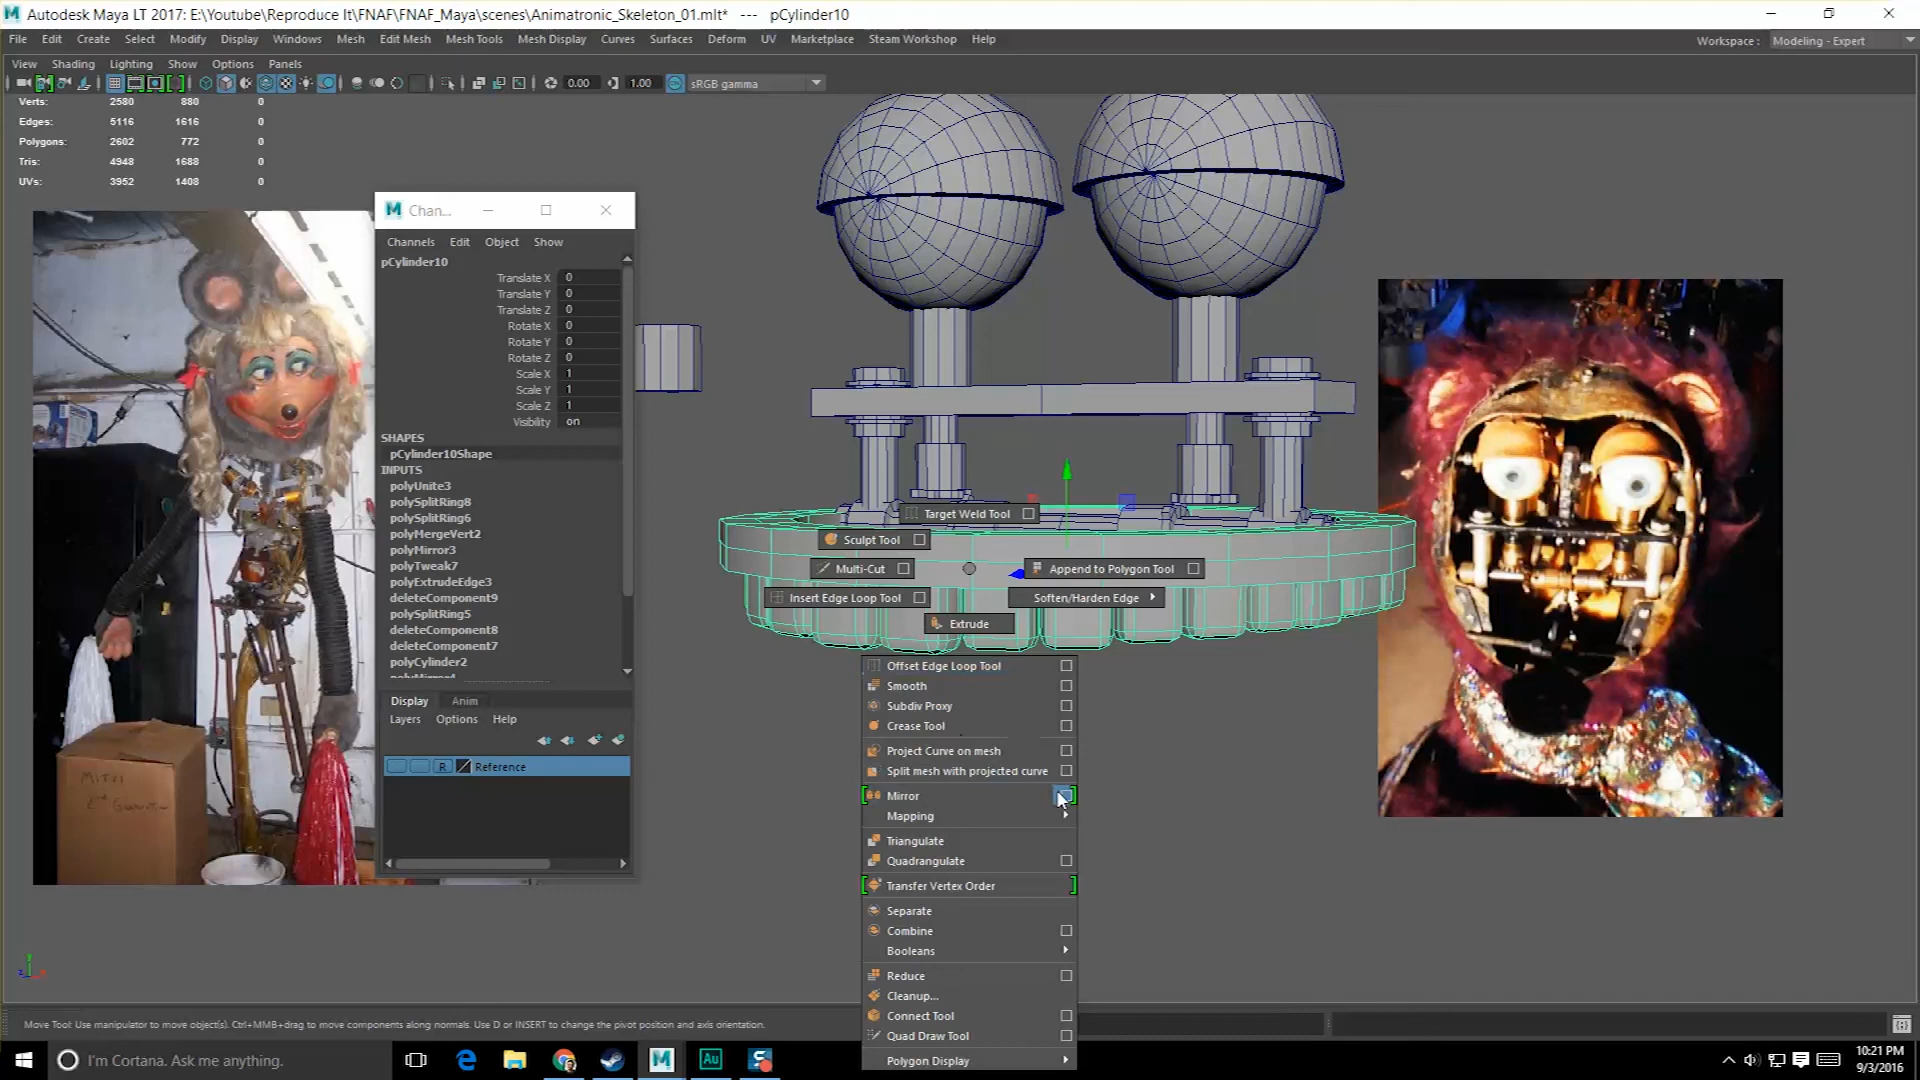 Autodesk Maya LT 2017: E:\Youtube\Reproduce It\FNAF\FNAF_Maya\scenes\Animatronic_Skeleton_01.mlt*   ---   pCylinder10
File Edit Create Select Modify Display Windows Mesh Edit Mesh Mesh Tools Mesh Display Curves Surfaces Deform UV Marketplace Steam Workshop Help Workspace : Modeling - Expert
View Shading Lighting Show Options Panels
0.00 1.00 sRGB gamma
Verts: 2580 880 0
Edges: 5116 1616 0
Polygons: 2602 772 0
Tris: 4948 1688 0
UVs: 3952 1408 0
Chan...
Channels Edit Object Show
pCylinder10
Translate X 0
Translate Y 0
Translate Z 0
Rotate X 0
Rotate Y 0
Rotate Z 0
Scale X 1
Scale Y 1
Scale Z 1
Visibility on
SHAPES
pCylinder10Shape
INPUTS
polyUnite3
polySplitRing8
polySplitRing6
polyMergeVert2
polyMirror3
polyTweak7
polyExtrudeEdge3
deleteComponent9
polySplitRing5
deleteComponent8
deleteComponent7
polyCylinder2
polyMirror4
Display Anim
Layers Options Help
R Reference
Target Weld Tool
Sculpt Tool
Multi-Cut Append to Polygon Tool
Insert Edge Loop Tool Soften/Harden Edge
Extrude
Offset Edge Loop Tool
Smooth
Subdiv Proxy
Crease Tool
Project Curve on mesh
Split mesh with projected curve
Mirror
Mapping
Triangulate
Quadrangulate
Transfer Vertex Order
Separate
Combine
Booleans
Reduce
Cleanup...
Connect Tool
Quad Draw Tool
Polygon Display
Move Tool: Use manipulator to move object(s). Ctrl+MMB+drag to move components along normals. Use D or INSERT to change the pivot position and axis orientation.
I'm Cortana. Ask me anything.
10:21 PM
9/3/2016